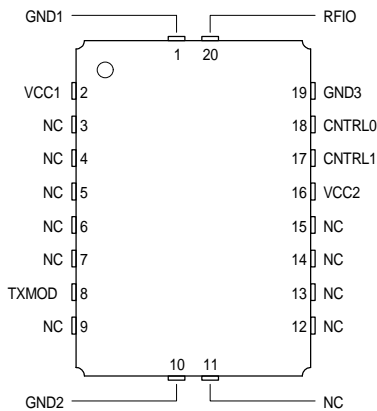 GND1 RFIO
1 20
VCC1 2 19 GND3
NC 3 18 CNTRL0
NC 4 17 CNTRL1
NC 5 16 VCC2
NC 6 15 NC
NC 7 14 NC
TXMOD 8 13 NC
NC 9 12 NC
10 11
GND2 NC